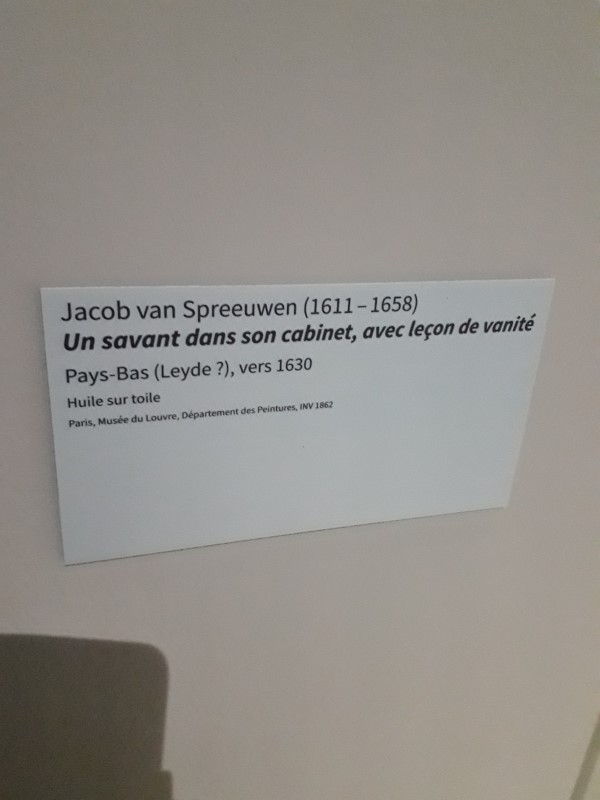 Jacob van Spreeuwen (1611 – 1658)
Un savant dans son cabinet, avec leçon de vanité
Pays-Bas (Leyde ?), vers 1630
Huile sur toile
Paris, Musée du Louvre, Département des Peintures, INV 1862